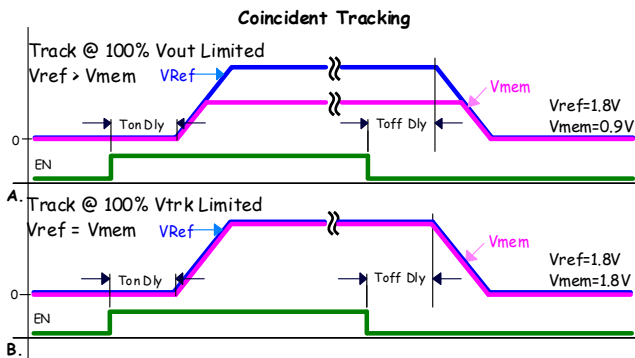 Coincident Tracking
Track @ 100% Vout Limited
Vref > Vmem
VRef
Vmem
Vref=1.8V
Vmem=0.9V
Ton Dly
Toff Dly
0
EN
A.
Track @ 100% Vtrk Limited
Vref = Vmem
VRef
Vmem
Vref=1.8V
Vmem=1.8V
Ton Dly
Toff Dly
0
EN
B.